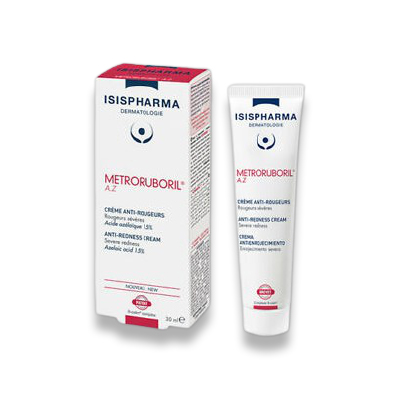 ISISPHARMA
DERMATOLOGIE
METRORUBORIL®
A.Z
CRÈME ANTI-ROUGEURS
Rougeurs sévères
Acide azélaïque 15%
ANTI-REDNESS CREAM
Severe redness
Azelaic acid 15%
NOUVEAU - NEW
30 ml e
ISISPHARMA
DERMATOLOGIE
METRORUBORIL®
A.Z
CRÈME ANTI-ROUGEURS
Rougeurs sévères
ANTI-REDNESS CREAM
Severe redness
CREMA
ANTIENROJECIMIENTO
Enrojecimiento severo